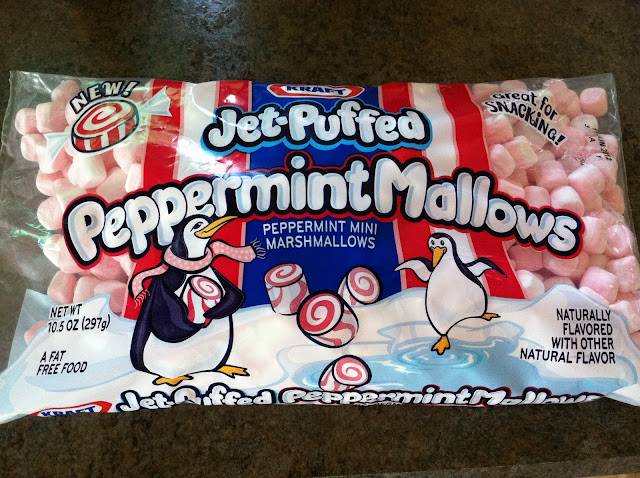 NEW!
KRAFT
Jet-Puffed
PeppermintMallows
PEPPERMINT MINI
MARSHMALLOWS
Great for
SNACKING!
NET WT
10.5 OZ (297g)
A FAT
FREE FOOD
NATURALLY
FLAVORED
WITH OTHER
NATURAL FLAVOR
KRAFT
Jet-Puffed PeppermintMallows